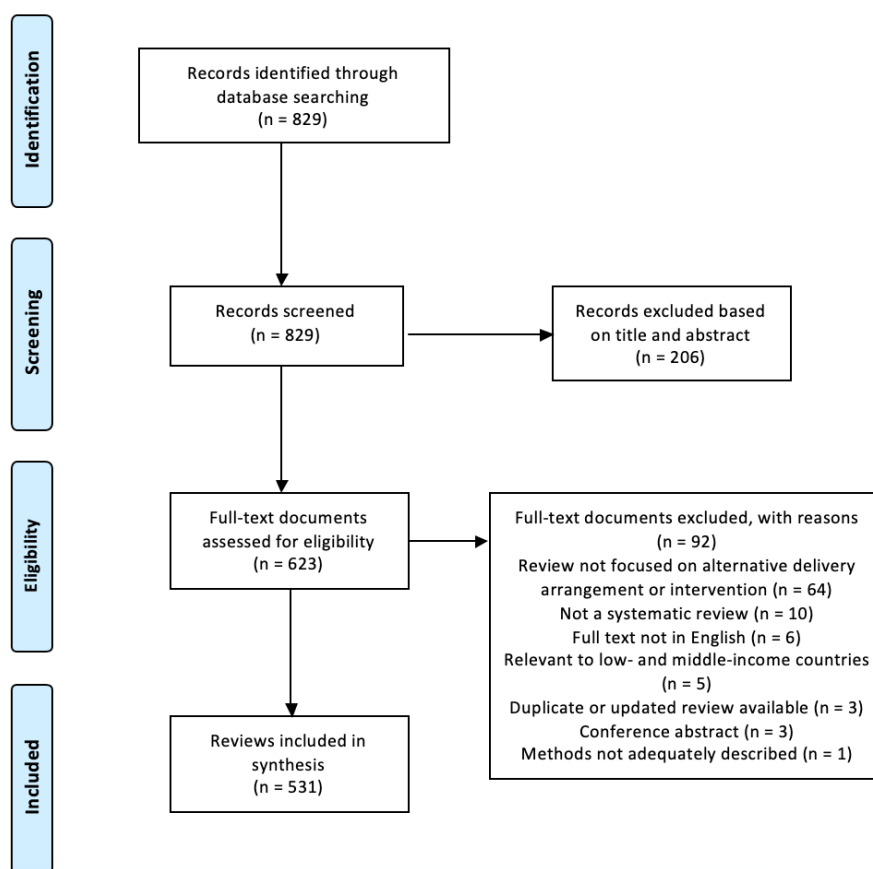 Identification
Records identified through
database searching
(n = 829)
Screening
Records screened
(n = 829)
Records excluded based
on title and abstract
(n = 206)
Eligibility
Full-text documents
assessed for eligibility
(n = 623)
Full-text documents excluded, with reasons
(n = 92)
Review not focused on alternative delivery
arrangement or intervention (n = 64)
Not a systematic review (n = 10)
Full text not in English (n = 6)
Relevant to low- and middle-income countries
(n = 5)
Duplicate or updated review available (n = 3)
Conference abstract (n = 3)
Methods not adequately described (n = 1)
Included
Reviews included in
synthesis
(n = 531)